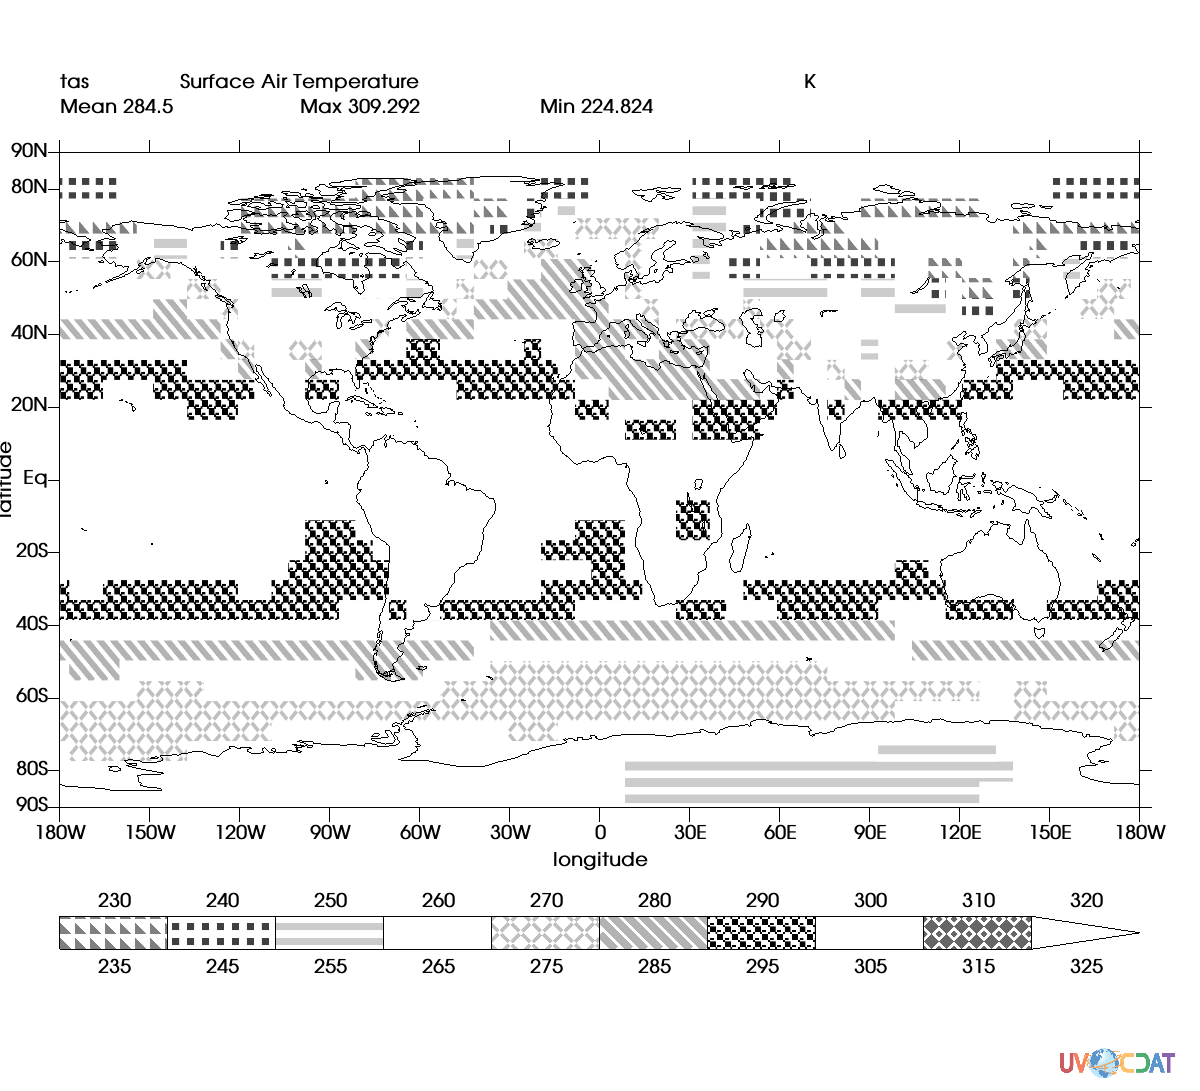 tas Surface Air Temperature K
Mean 284.5 Max 309.292 Min 224.824
90N
80N
60N
40N
20N
Eq
20S
40S
60S
80S
90S
latitude
180W 150W 120W 90W 60W 30W 0 30E 60E 90E 120E 150E 180W
longitude
230 240 250 260 270 280 290 300 310 320
235 245 255 265 275 285 295 305 315 325
UV CDAT